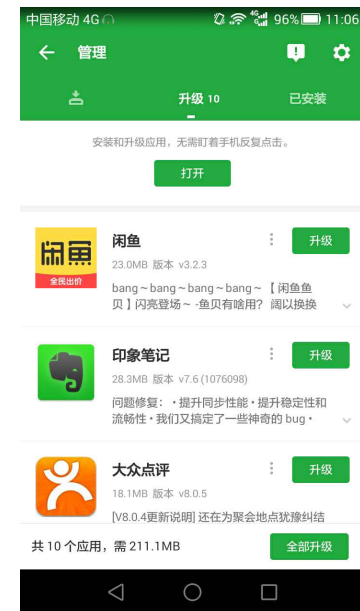 中国移动 4G 4G 96% 11:06
管理
升级 10 已安装
安装和升级应用，无需盯着手机反复点击。
打开
闲鱼
全民出价
闲鱼 升级
23.0MB 版本 v3.2.3
bang～bang～bang～bang～【闲鱼鱼
贝】闪亮登场～ -鱼贝有啥用？ 阔以换换
印象笔记 升级
28.3MB 版本 v7.6 (1076098)
问题修复： • 提升同步性能 • 提升稳定性和
流畅性 • 我们又搞定了一些神奇的 bug •
大众点评 升级
18.1MB 版本 v8.0.5
[V8.0.4更新说明] 还在为聚会地点犹豫纠结
共 10 个应用，需 211.1MB 全部升级